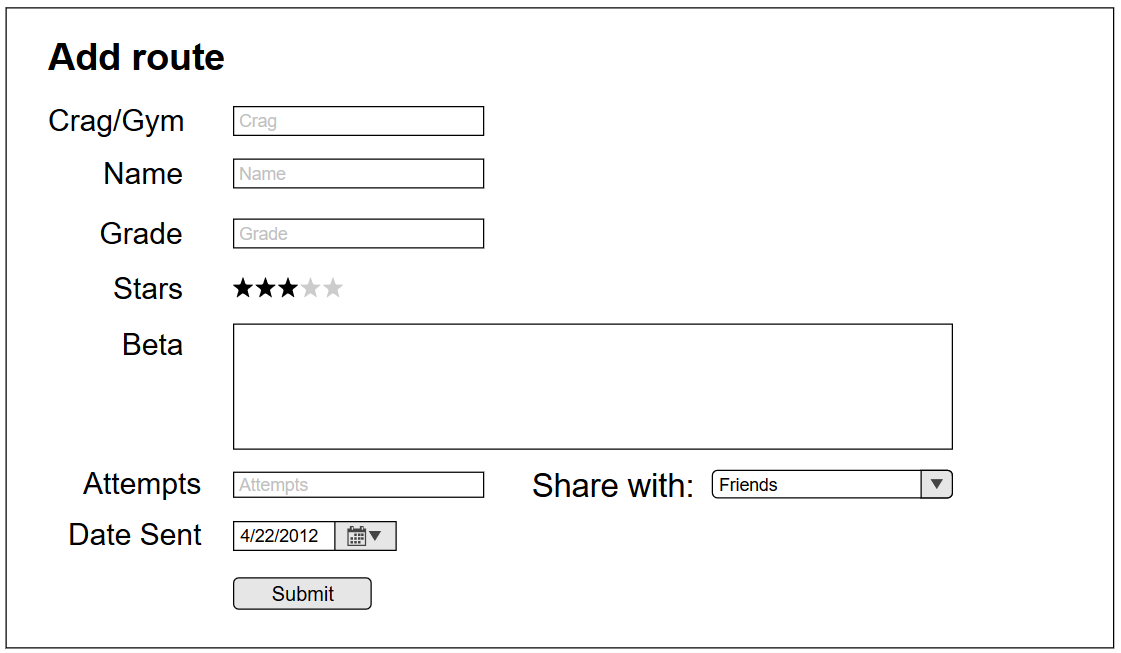 Add route
Crag/Gym Crag
Name Name
Grade Grade
Stars
Beta
Attempts Attempts Share with: Friends
Date Sent 4/22/2012
Submit